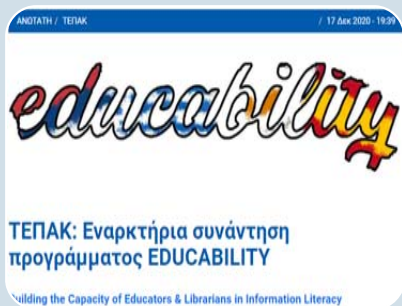 ΑΝΩΤΑΤΗ / ΤΕΠΑΚ / 17 Δεκ 2020 - 19:39
educability
ΤΕΠΑΚ: Εναρκτήρια συνάντηση
προγράμματος EDUCABILITY
Building the Capacity of Educators & Librarians in Information Literacy